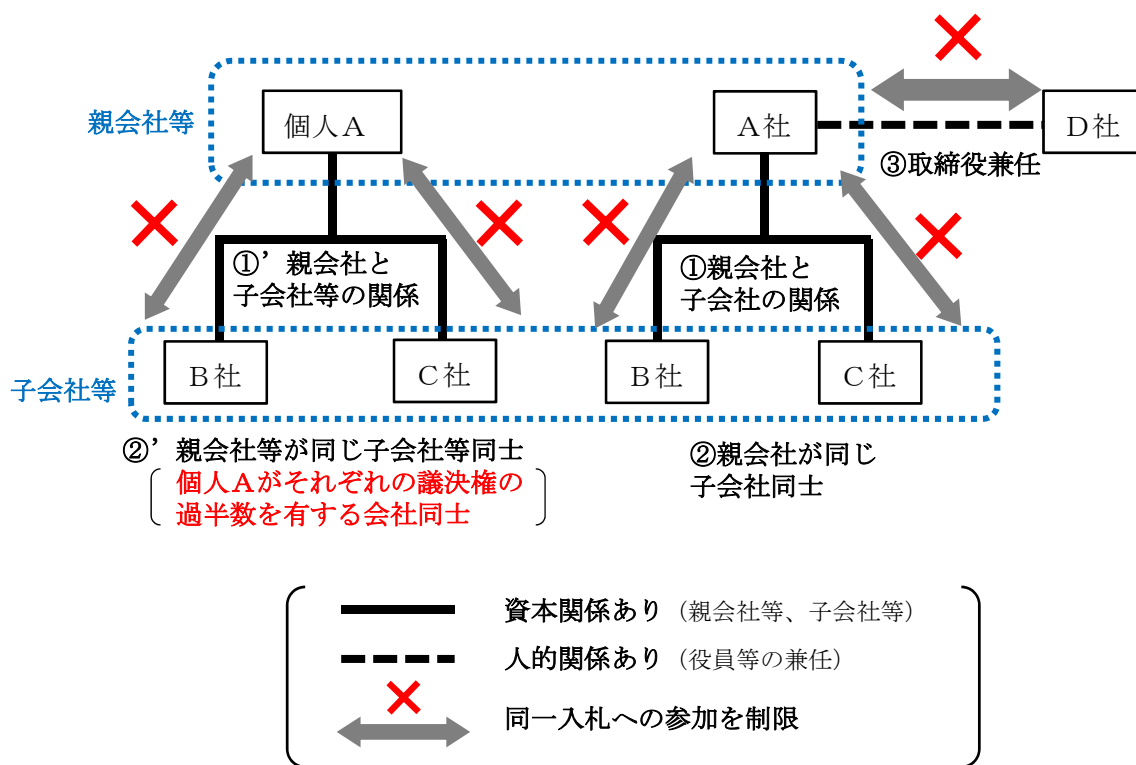 親会社等
個人A
A社
D社
③取締役兼任
①’親会社と
子会社等の関係
①親会社と
子会社の関係
子会社等
B社
C社
B社
C社
②’親会社等が同じ子会社等同士
個人Aがそれぞれの議決権の
過半数を有する会社同士
②親会社が同じ
子会社同士
資本関係あり（親会社等、子会社等）
人的関係あり（役員等の兼任）
同一入札への参加を制限